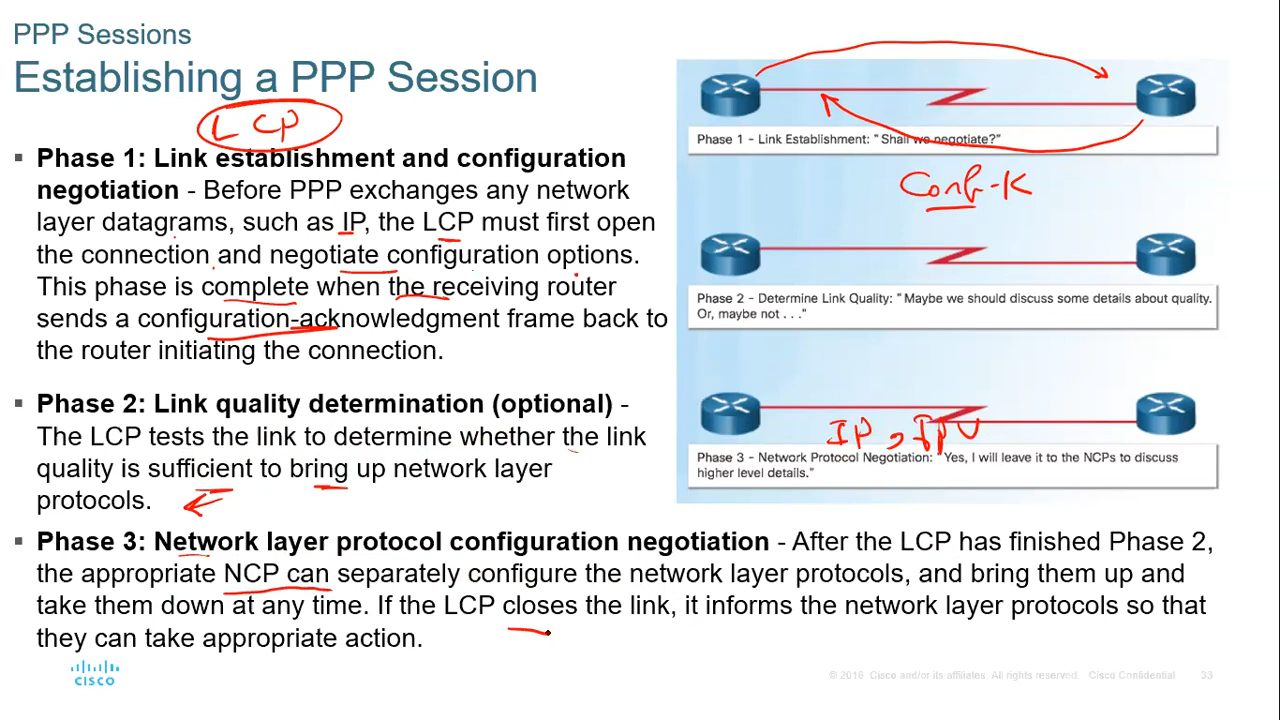 PPP Sessions
Establishing a PPP Session
LCP
▪ Phase 1: Link establishment and configuration
negotiation - Before PPP exchanges any network
layer datagrams, such as IP, the LCP must first open
the connection and negotiate configuration options.
This phase is complete when the receiving router
sends a configuration-acknowledgment frame back to
the router initiating the connection.
▪ Phase 2: Link quality determination (optional) -
The LCP tests the link to determine whether the link
quality is sufficient to bring up network layer
protocols.
▪ Phase 3: Network layer protocol configuration negotiation - After the LCP has finished Phase 2,
the appropriate NCP can separately configure the network layer protocols, and bring them up and
take them down at any time. If the LCP closes the link, it informs the network layer protocols so that
they can take appropriate action.
Phase 1 - Link Establishment: "Shall we negotiate?"
Conf-K
Phase 2 - Determine Link Quality: "Maybe we should discuss some details about quality.
Or, maybe not . . ."
IP, IPV
Phase 3 - Network Protocol Negotiation: "Yes, I will leave it to the NCPs to discuss
higher level details."
CISCO
© 2016 Cisco and/or its affiliates. All rights reserved. Cisco Confidential 33